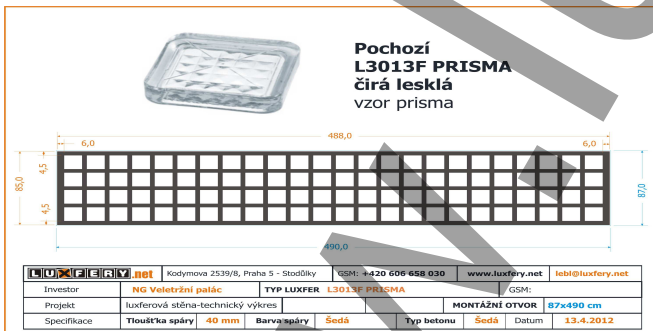 Pochozí
L3013F PRISMA
čirá lesklá
vzor prisma
488,0
6,0 6,0
4,5
85,0 87,0
4,5
490,0
LUXFERY.net Kodymova 2539/8, Praha 5 - Stodůlky GSM: +420 606 658 030 www.luxfery.net lebl@luxfery.net
Investor NG Veletržní palác TYP LUXFER L3013F PRISMA GSM:
Projekt luxferová stěna-technický výkres MONTÁŽNÍ OTVOR 87x490 cm
Specifikace Tloušťka spáry 40 mm Barva spáry Šedá Typ betonu Šedá Datum 13.4.2012